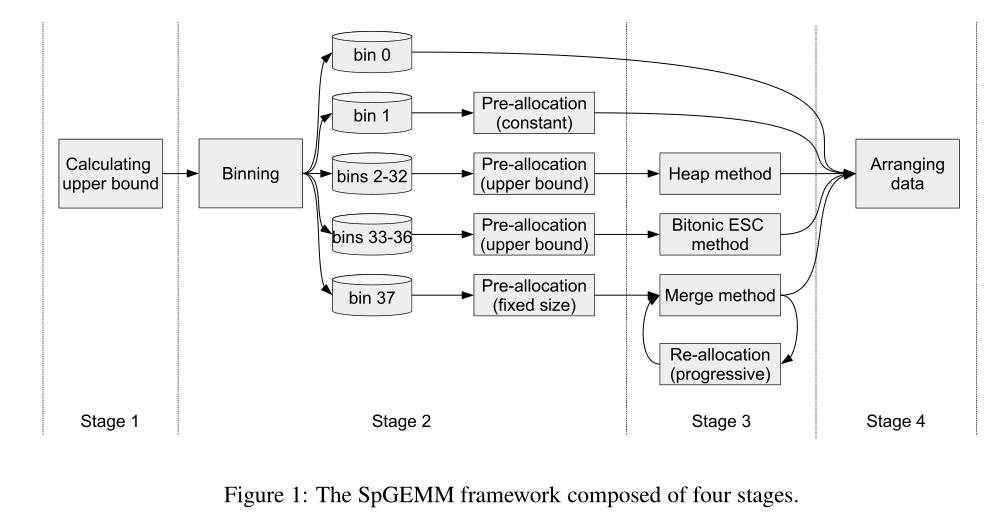 bin 0
bin 1
Pre-allocation
(constant)
Calculating
upper bound
Binning
bins 2-32
Pre-allocation
(upper bound)
Heap method
Arranging
data
bins 33-36
Pre-allocation
(upper bound)
Bitonic ESC
method
bin 37
Pre-allocation
(fixed size)
Merge method
Re-allocation
(progressive)
Stage 1
Stage 2
Stage 3
Stage 4
Figure 1: The SpGEMM framework composed of four stages.